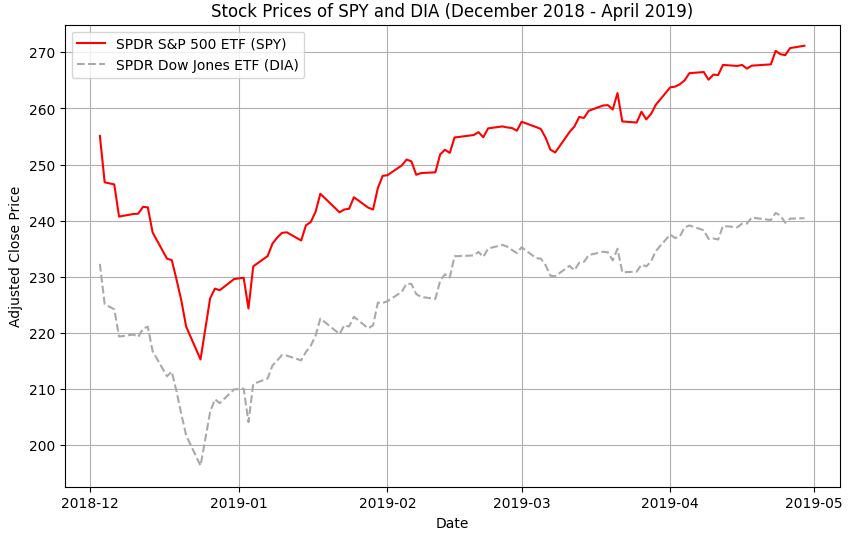 Stock Prices of SPY and DIA (December 2018 - April 2019)
SPDR S&P 500 ETF (SPY)
SPDR Dow Jones ETF (DIA)
270
260
250
240
230
220
210
200
Adjusted Close Price
2018-12 2019-01 2019-02 2019-03 2019-04 2019-05
Date